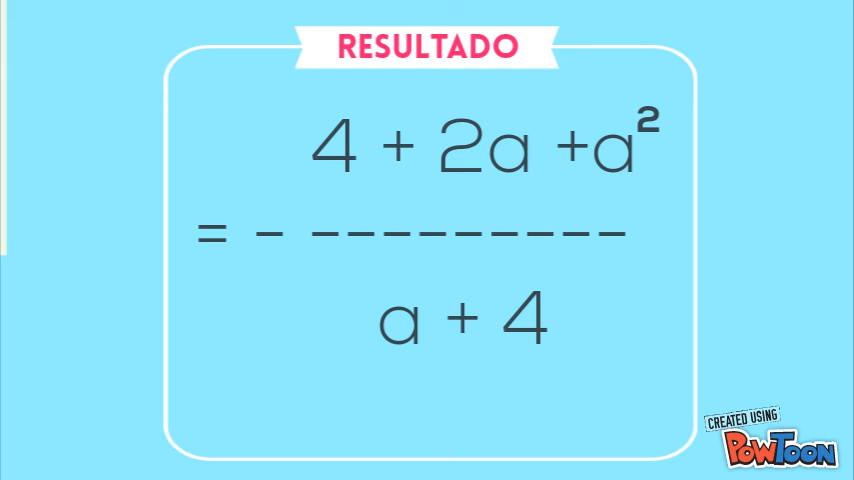 RESULTADO
4 + 2a +a²
= - ---------
a + 4
CREATED USING
POWTOON